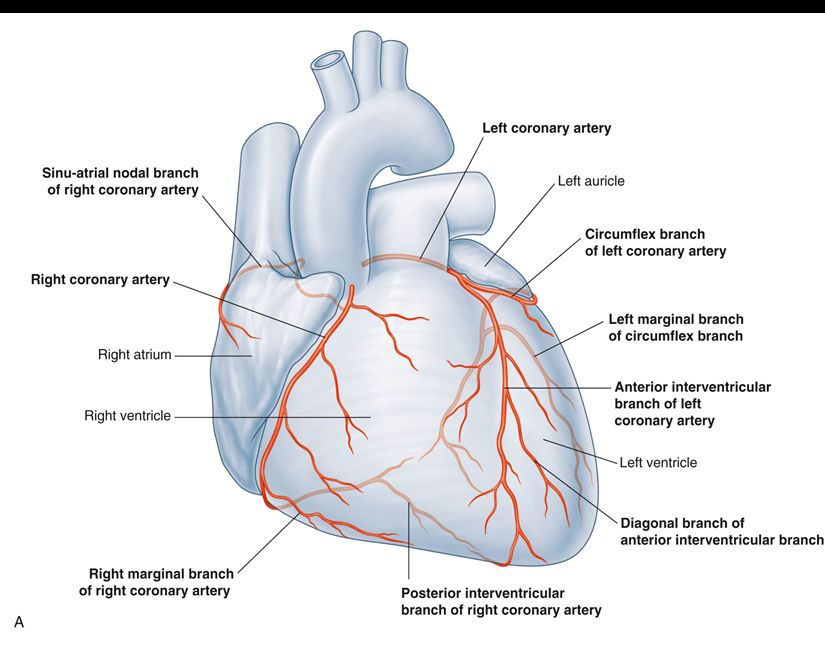 Left coronary artery
Sinu-atrial nodal branch
of right coronary artery
Left auricle
Circumflex branch
of left coronary artery
Right coronary artery
Left marginal branch
of circumflex branch
Right atrium
Anterior interventricular
branch of left
coronary artery
Right ventricle
Left ventricle
Diagonal branch of
anterior interventricular branch
Right marginal branch
of right coronary artery
Posterior interventricular
branch of right coronary artery
A